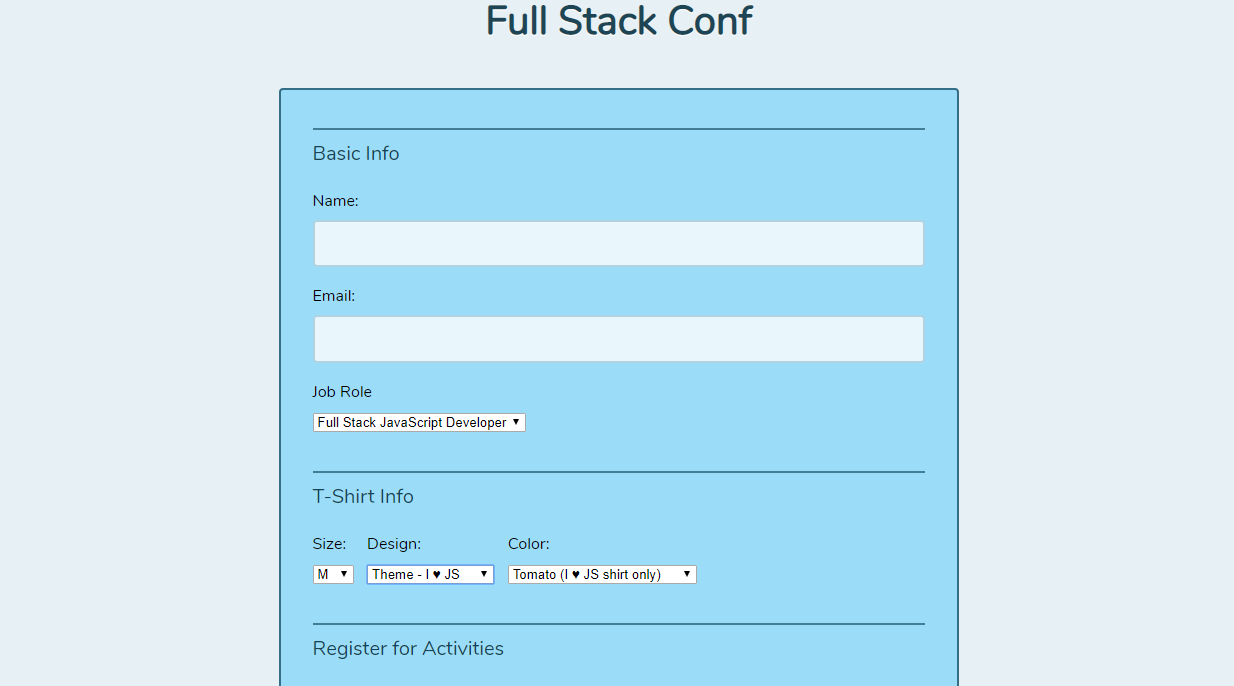 Full Stack Conf
Basic Info
Name:
Email:
Job Role
Full Stack JavaScript Developer
T-Shirt Info
Size: Design: Color:
M Theme - I ♥ JS Tomato (I ♥ JS shirt only)
Register for Activities